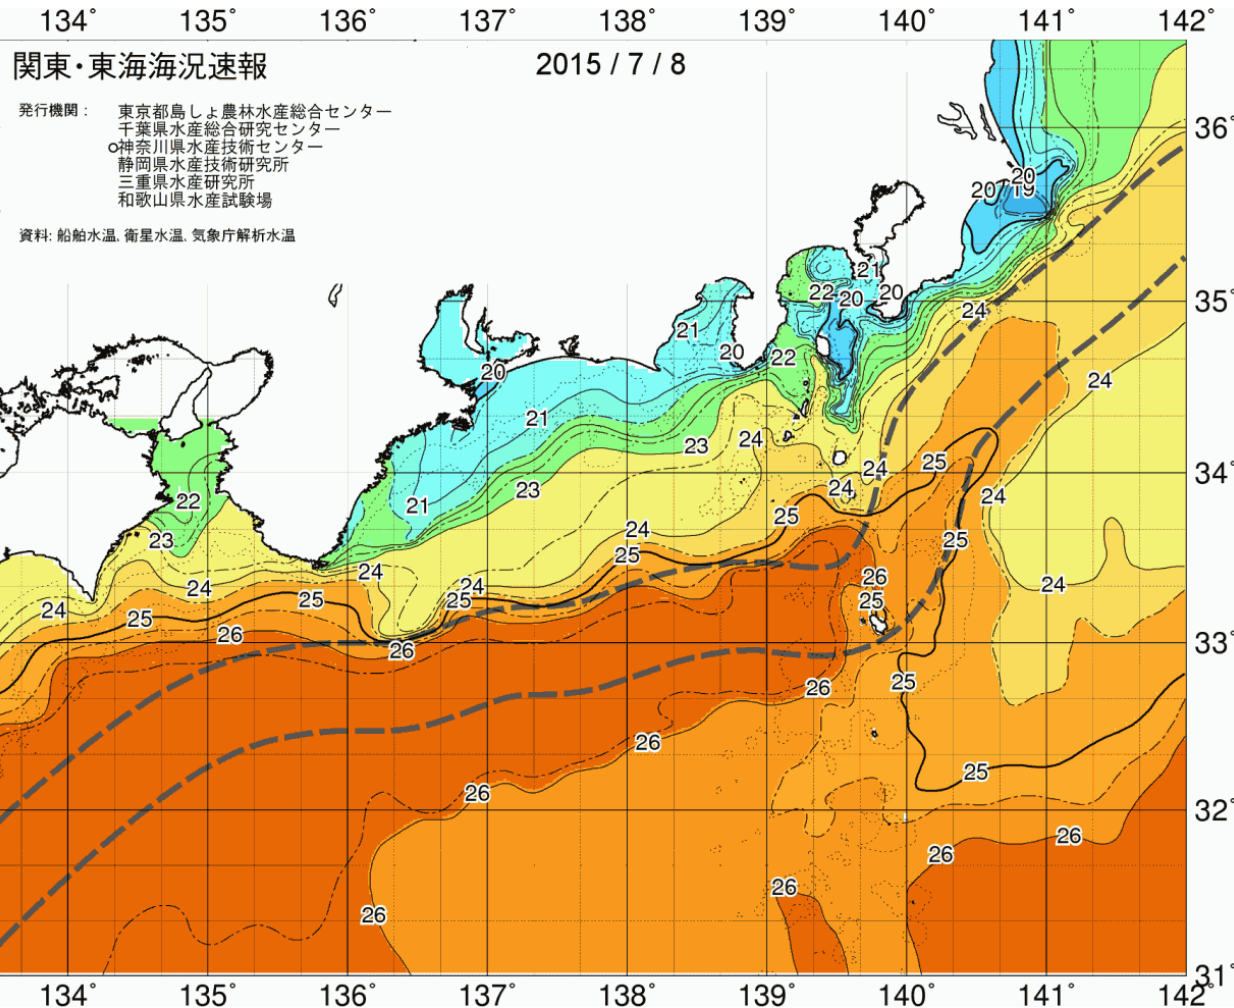 134° 135° 136° 137° 138° 139° 140° 141° 142°
関東・東海海況速報
2015 / 7 / 8
発行機関： 東京都島しょ農林水産総合センター
千葉県水産総合研究センター
○神奈川県水産技術センター
静岡県水産技術研究所
三重県水産研究所
和歌山県水産試験場
資料: 船舶水温, 衛星水温, 気象庁解析水温
36°
20
20 19
21
22 20 20
35°
24
21
20 22
20
24
21
23 24
25
24
34°
22 21 23
24
24
25
23
24
25
25
24 24 24
26
24
24 25 25 25
25 26
33°
26
25
26
26
25
26
32°
26
26
26
26
31°
134° 135° 136° 137° 138° 139° 140° 141° 142°